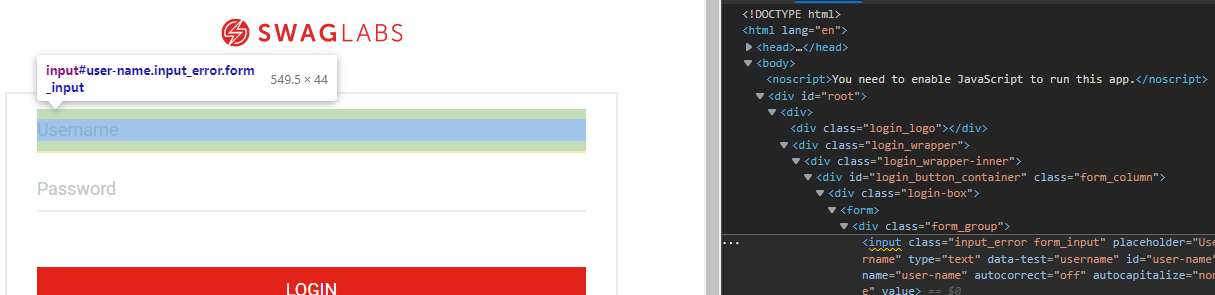 SWAGLABS
input#user-name.input_error.form
_input
549.5 × 44
Username
Password
LOGIN
<!DOCTYPE html>
<html lang="en">
<head>…</head>
<body>
<noscript>You need to enable JavaScript to run this app.</noscript>
<div id="root">
<div>
<div class="login_logo"></div>
<div class="login_wrapper">
<div class="login_wrapper-inner">
<div id="login_button_container" class="form_column">
<div class="login-box">
<form>
<div class="form_group">
<input class="input_error form_input" placeholder="Use
rname" type="text" data-test="username" id="user-name"
name="user-name" autocorrect="off" autocapitalize="non
e" value> == $0